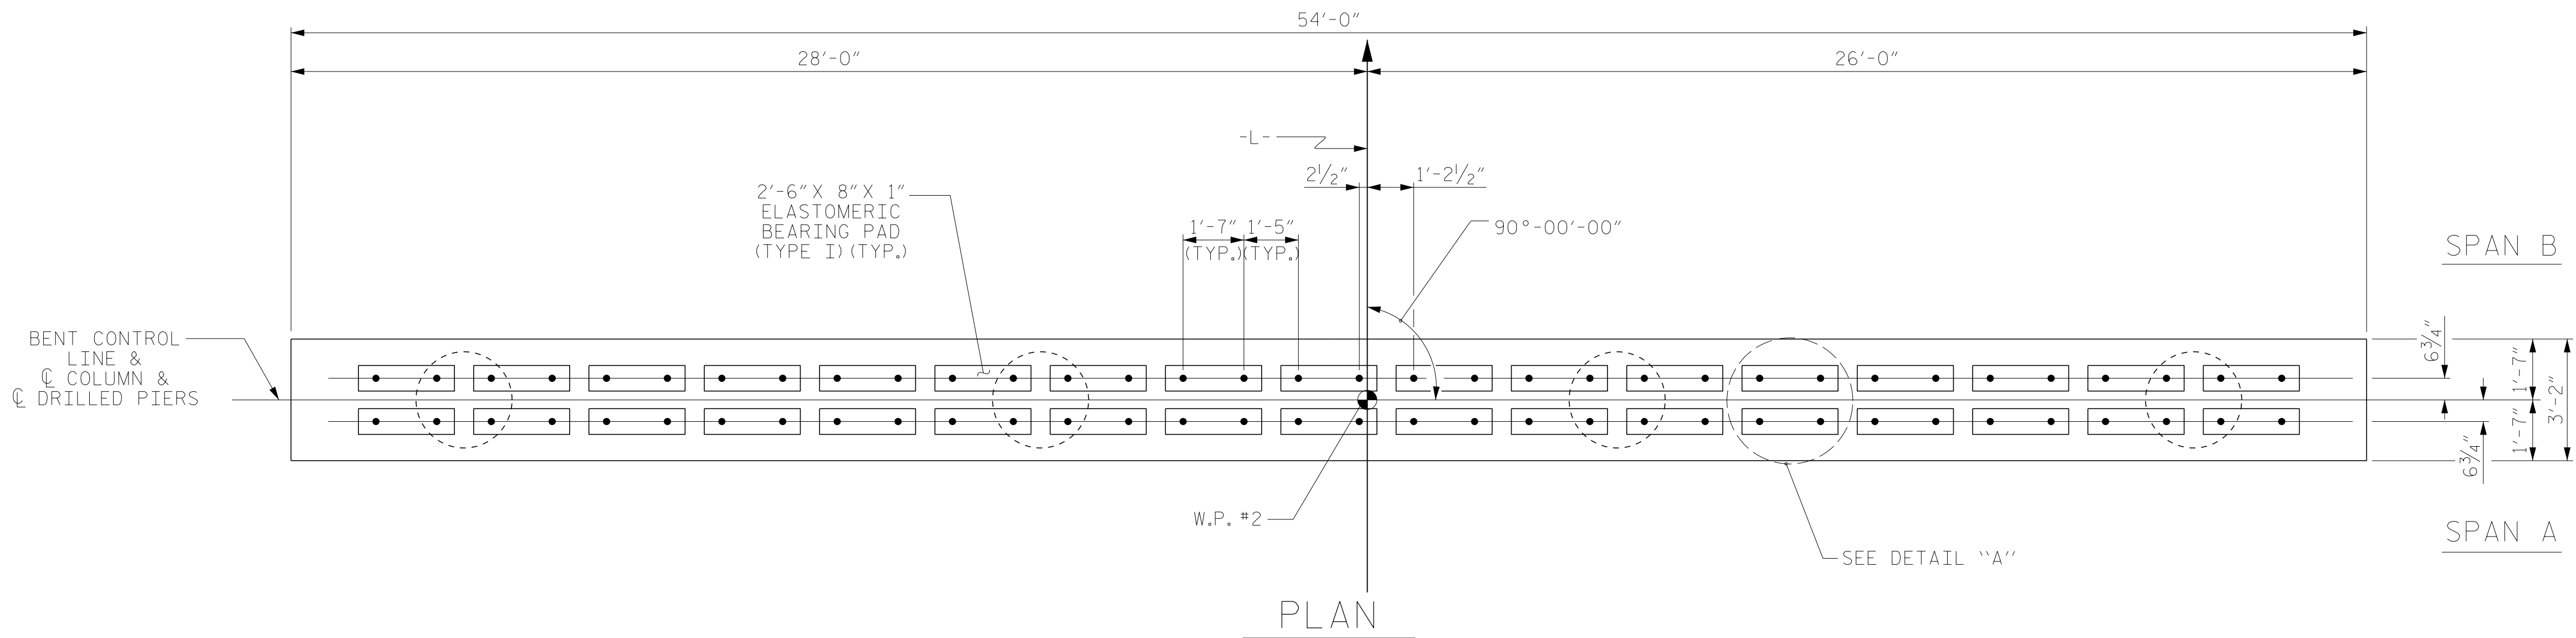 54'-0"
28'-0"
26'-0"
-L-
2½"
1'-2½"
2'-6" X 8" X 1"
ELASTOMERIC
BEARING PAD
(TYPE I) (TYP.)
1'-7"
(TYP.)
1'-5"
(TYP.)
90°-00'-00"
SPAN B
BENT CONTROL
LINE &
℄ COLUMN &
℄ DRILLED PIERS
6¾"
1'-7"
3'-2"
1'-7"
6¾"
W.P. #2
SPAN A
SEE DETAIL ‘‘A’’
PLAN